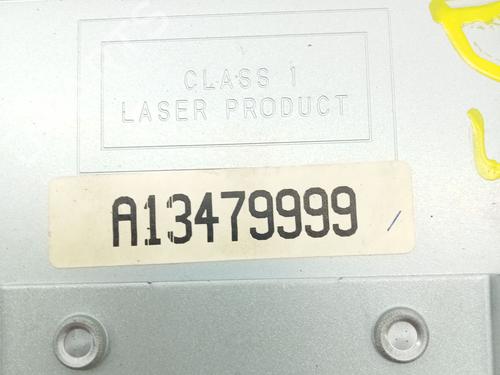 CLASS 1
LASER PRODUCT
A13479999